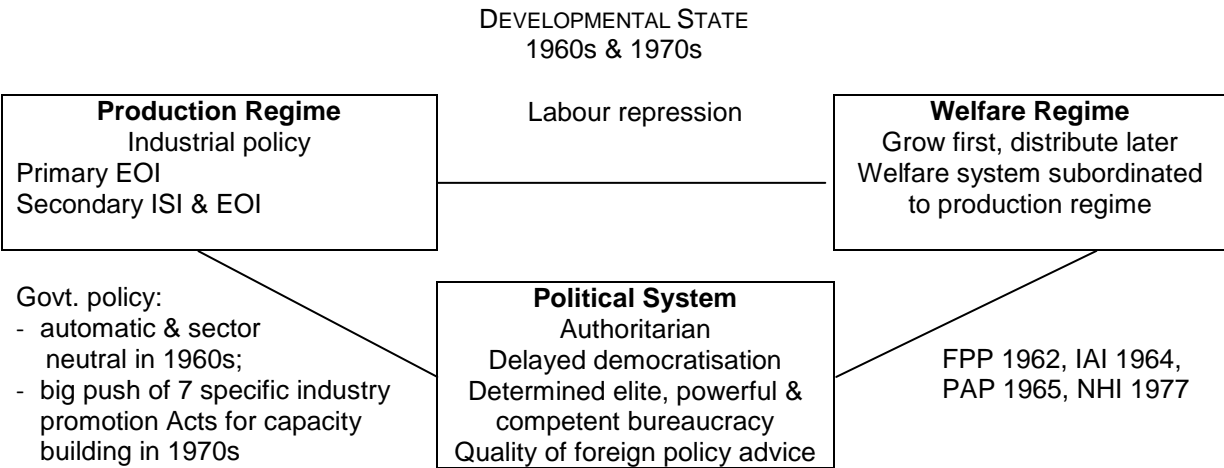 DEVELOPMENTAL STATE
1960s & 1970s
Production Regime
Industrial policy
Primary EOI
Secondary ISI & EOI
Labour repression
Welfare Regime
Grow first, distribute later
Welfare system subordinated
to production regime
Govt. policy:
- automatic & sector
neutral in 1960s;
- big push of 7 specific industry
promotion Acts for capacity
building in 1970s
Political System
Authoritarian
Delayed democratisation
Determined elite, powerful &
competent bureaucracy
Quality of foreign policy advice
FPP 1962, IAI 1964,
PAP 1965, NHI 1977